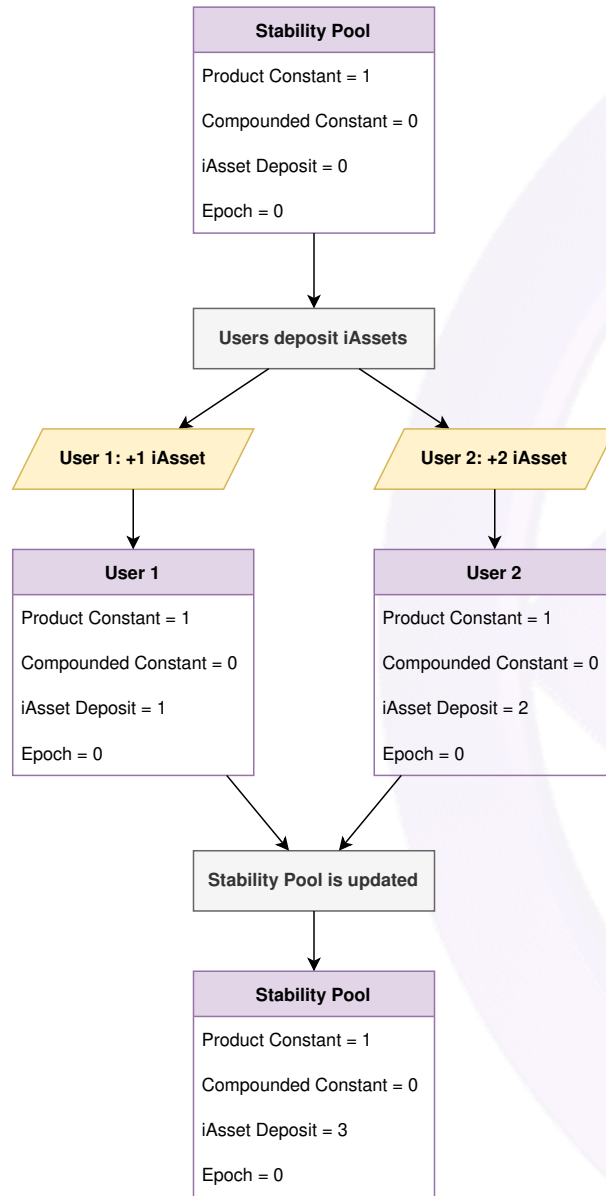 Stability Pool
Product Constant = 1
Compounded Constant = 0
iAsset Deposit = 0
Epoch = 0
Users deposit iAssets
User 1: +1 iAsset
User 2: +2 iAsset
User 1
Product Constant = 1
Compounded Constant = 0
iAsset Deposit = 1
Epoch = 0
User 2
Product Constant = 1
Compounded Constant = 0
iAsset Deposit = 2
Epoch = 0
Stability Pool is updated
Stability Pool
Product Constant = 1
Compounded Constant = 0
iAsset Deposit = 3
Epoch = 0